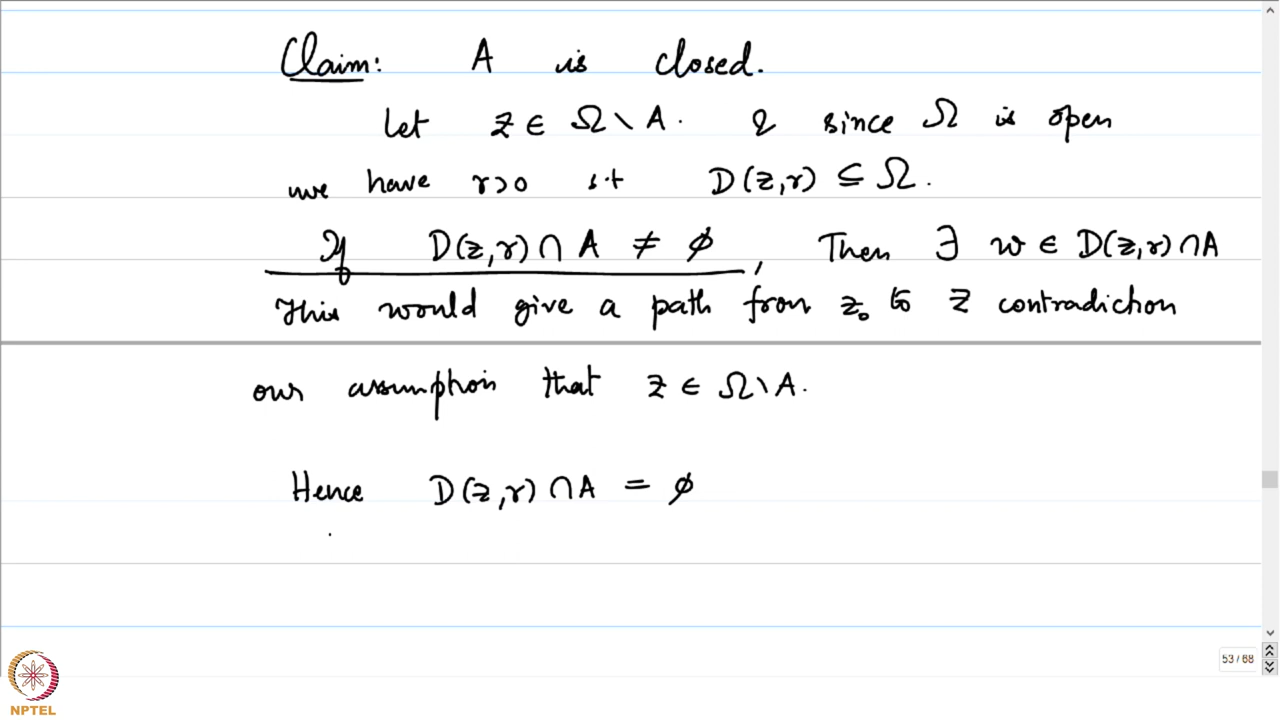 Claim: A is closed.
Let z ∈ Ω \ A. & since Ω is open
we have r>0 st D(z,r) ⊆ Ω.
If D(z,r) ∩ A ≠ ϕ, Then ∃ w ∈ D(z,r) ∩ A
This would give a path from z₀ to z contradiction
our assumption that z ∈ Ω \ A.
Hence D(z,r) ∩ A = ϕ
53 / 68
NPTEL